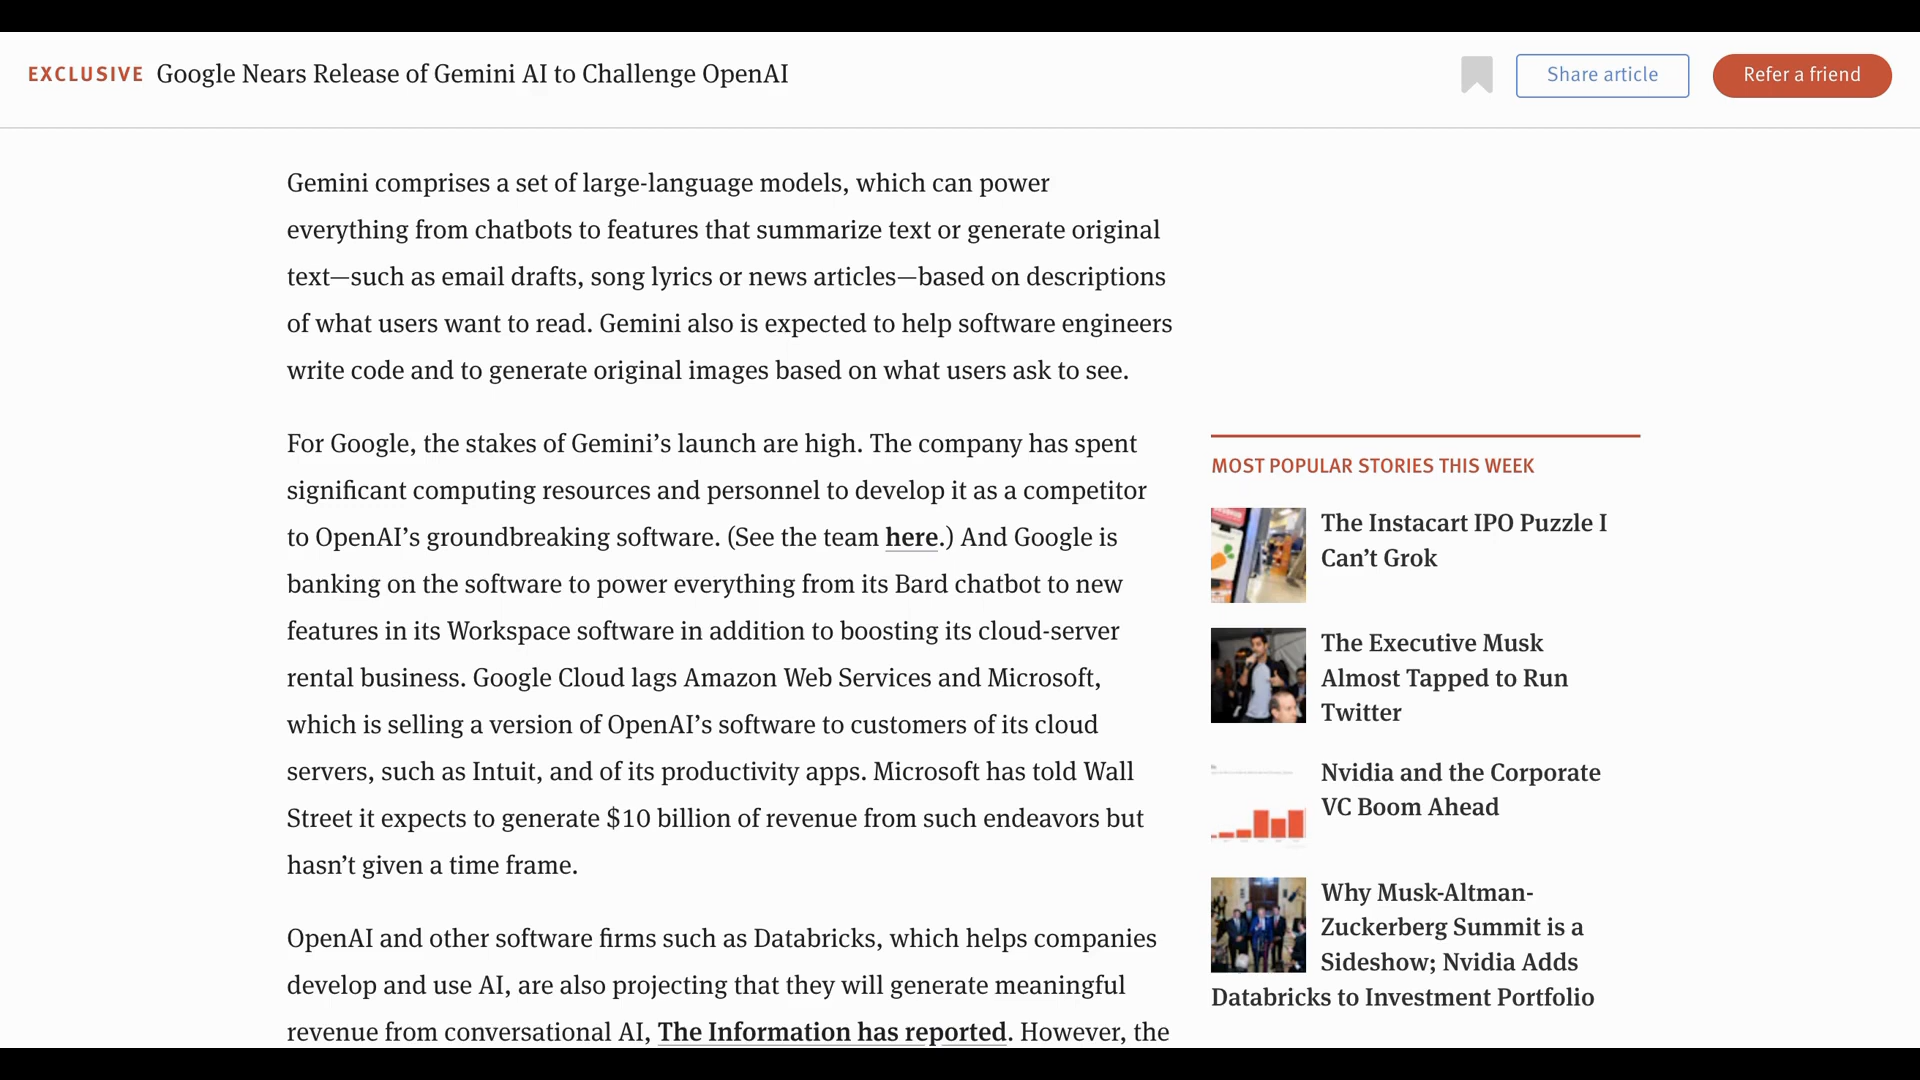 EXCLUSIVE Google Nears Release of Gemini AI to Challenge OpenAI
Share article
Refer a friend
Gemini comprises a set of large-language models, which can power
everything from chatbots to features that summarize text or generate original
text—such as email drafts, song lyrics or news articles—based on descriptions
of what users want to read. Gemini also is expected to help software engineers
write code and to generate original images based on what users ask to see.
For Google, the stakes of Gemini’s launch are high. The company has spent
significant computing resources and personnel to develop it as a competitor
to OpenAI’s groundbreaking software. (See the team here.) And Google is
banking on the software to power everything from its Bard chatbot to new
features in its Workspace software in addition to boosting its cloud-server
rental business. Google Cloud lags Amazon Web Services and Microsoft,
which is selling a version of OpenAI’s software to customers of its cloud
servers, such as Intuit, and of its productivity apps. Microsoft has told Wall
Street it expects to generate $10 billion of revenue from such endeavors but
hasn’t given a time frame.
OpenAI and other software firms such as Databricks, which helps companies
develop and use AI, are also projecting that they will generate meaningful
revenue from conversational AI, The Information has reported. However, the
MOST POPULAR STORIES THIS WEEK
The Instacart IPO Puzzle I
Can’t Grok
The Executive Musk
Almost Tapped to Run
Twitter
Nvidia and the Corporate
VC Boom Ahead
Why Musk-Altman-
Zuckerberg Summit is a
Sideshow; Nvidia Adds
Databricks to Investment Portfolio